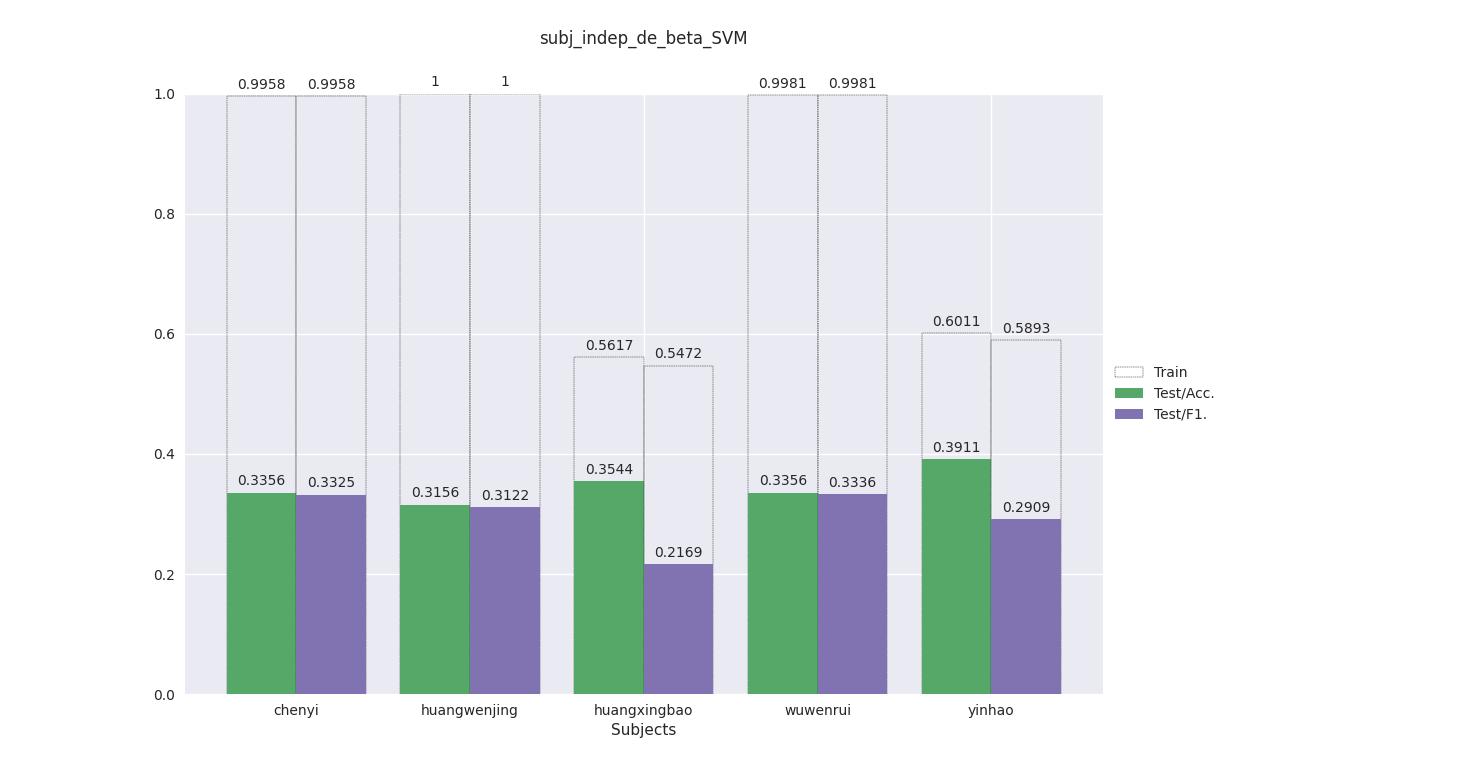 subj_indep_de_beta_SVM
0.9958 0.9958 1 1 0.9981 0.9981
1.0
0.8
0.6011 0.5893
0.6
0.5617 0.5472
Train
Test/Acc.
Test/F1.
0.4
0.3911
0.3356 0.3325 0.3156 0.3122 0.3544 0.3356 0.3336 0.2909
0.2169
0.2
0.0
chenyi huangwenjing huangxingbao wuwenrui yinhao
Subjects